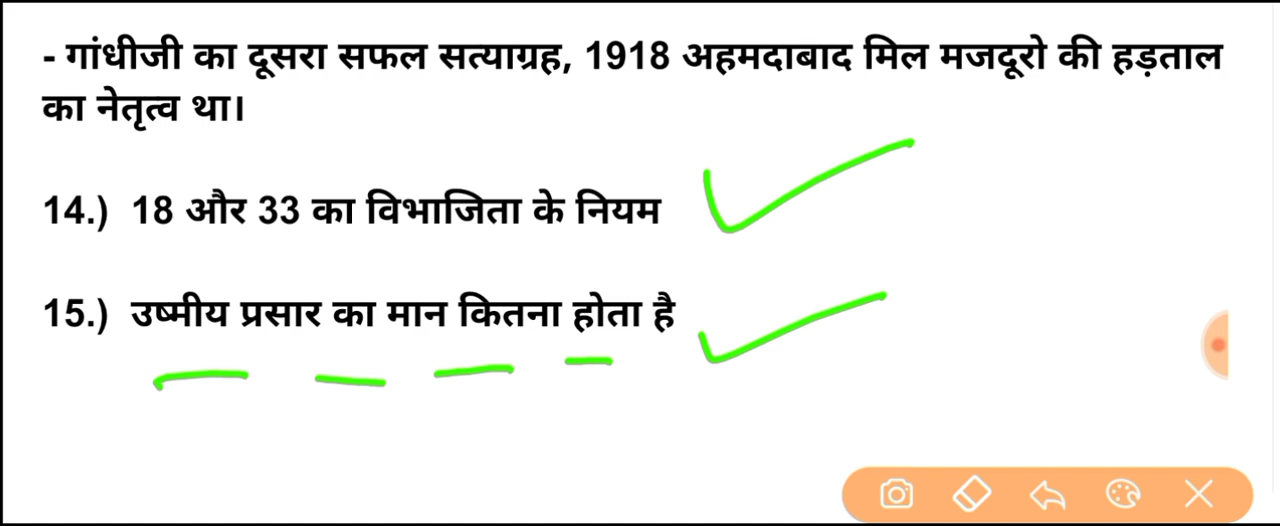 - गांधीजी का दूसरा सफल सत्याग्रह, 1918 अहमदाबाद मिल मजदूरो की हड़ताल
का नेतृत्व था।
14.) 18 और 33 का विभाजिता के नियम
15.) उष्मीय प्रसार का मान कितना होता है